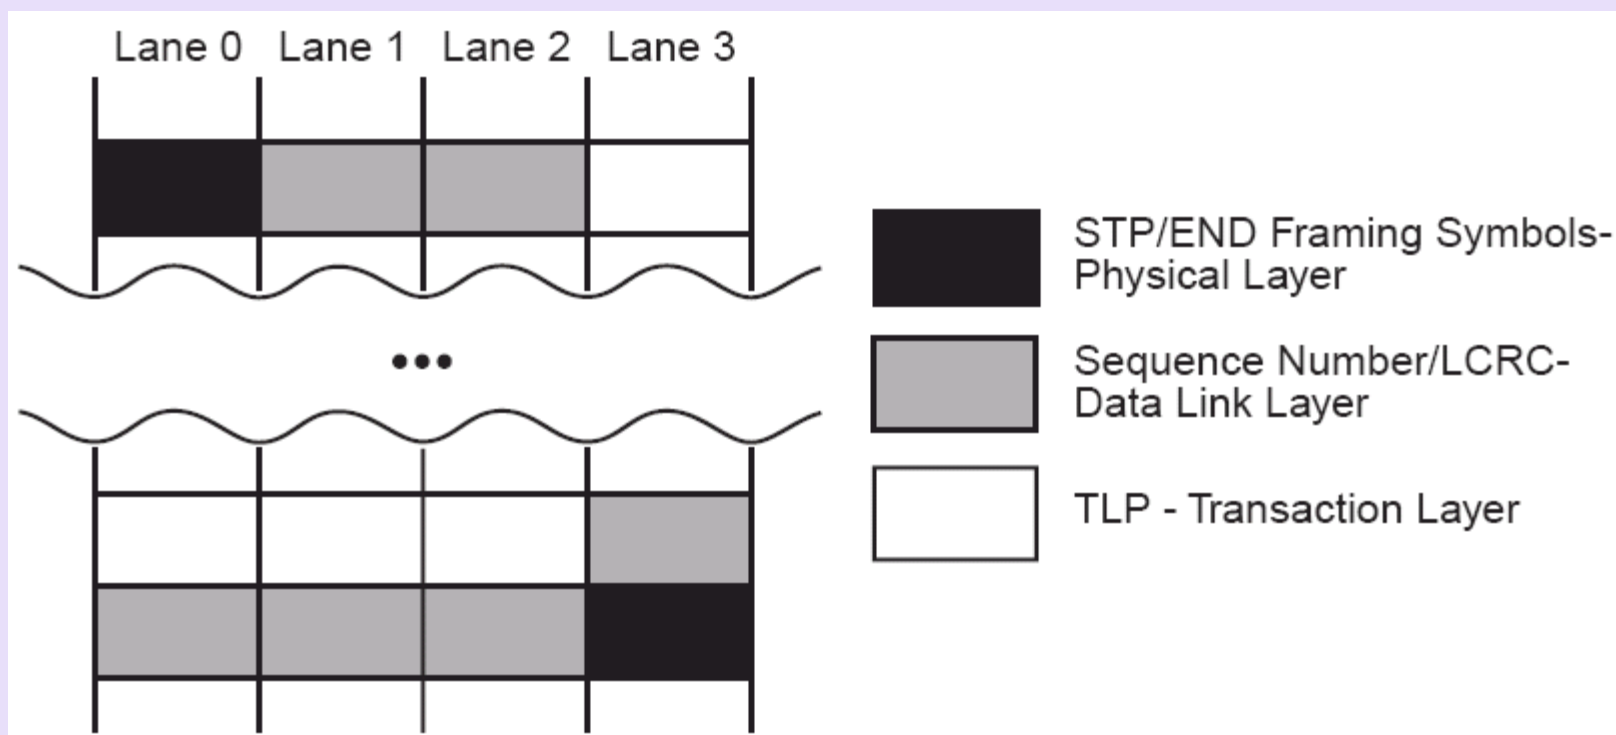 Lane 0 Lane 1 Lane 2 Lane 3
STP/END Framing Symbols-
Physical Layer
Sequence Number/LCRC-
Data Link Layer
TLP - Transaction Layer